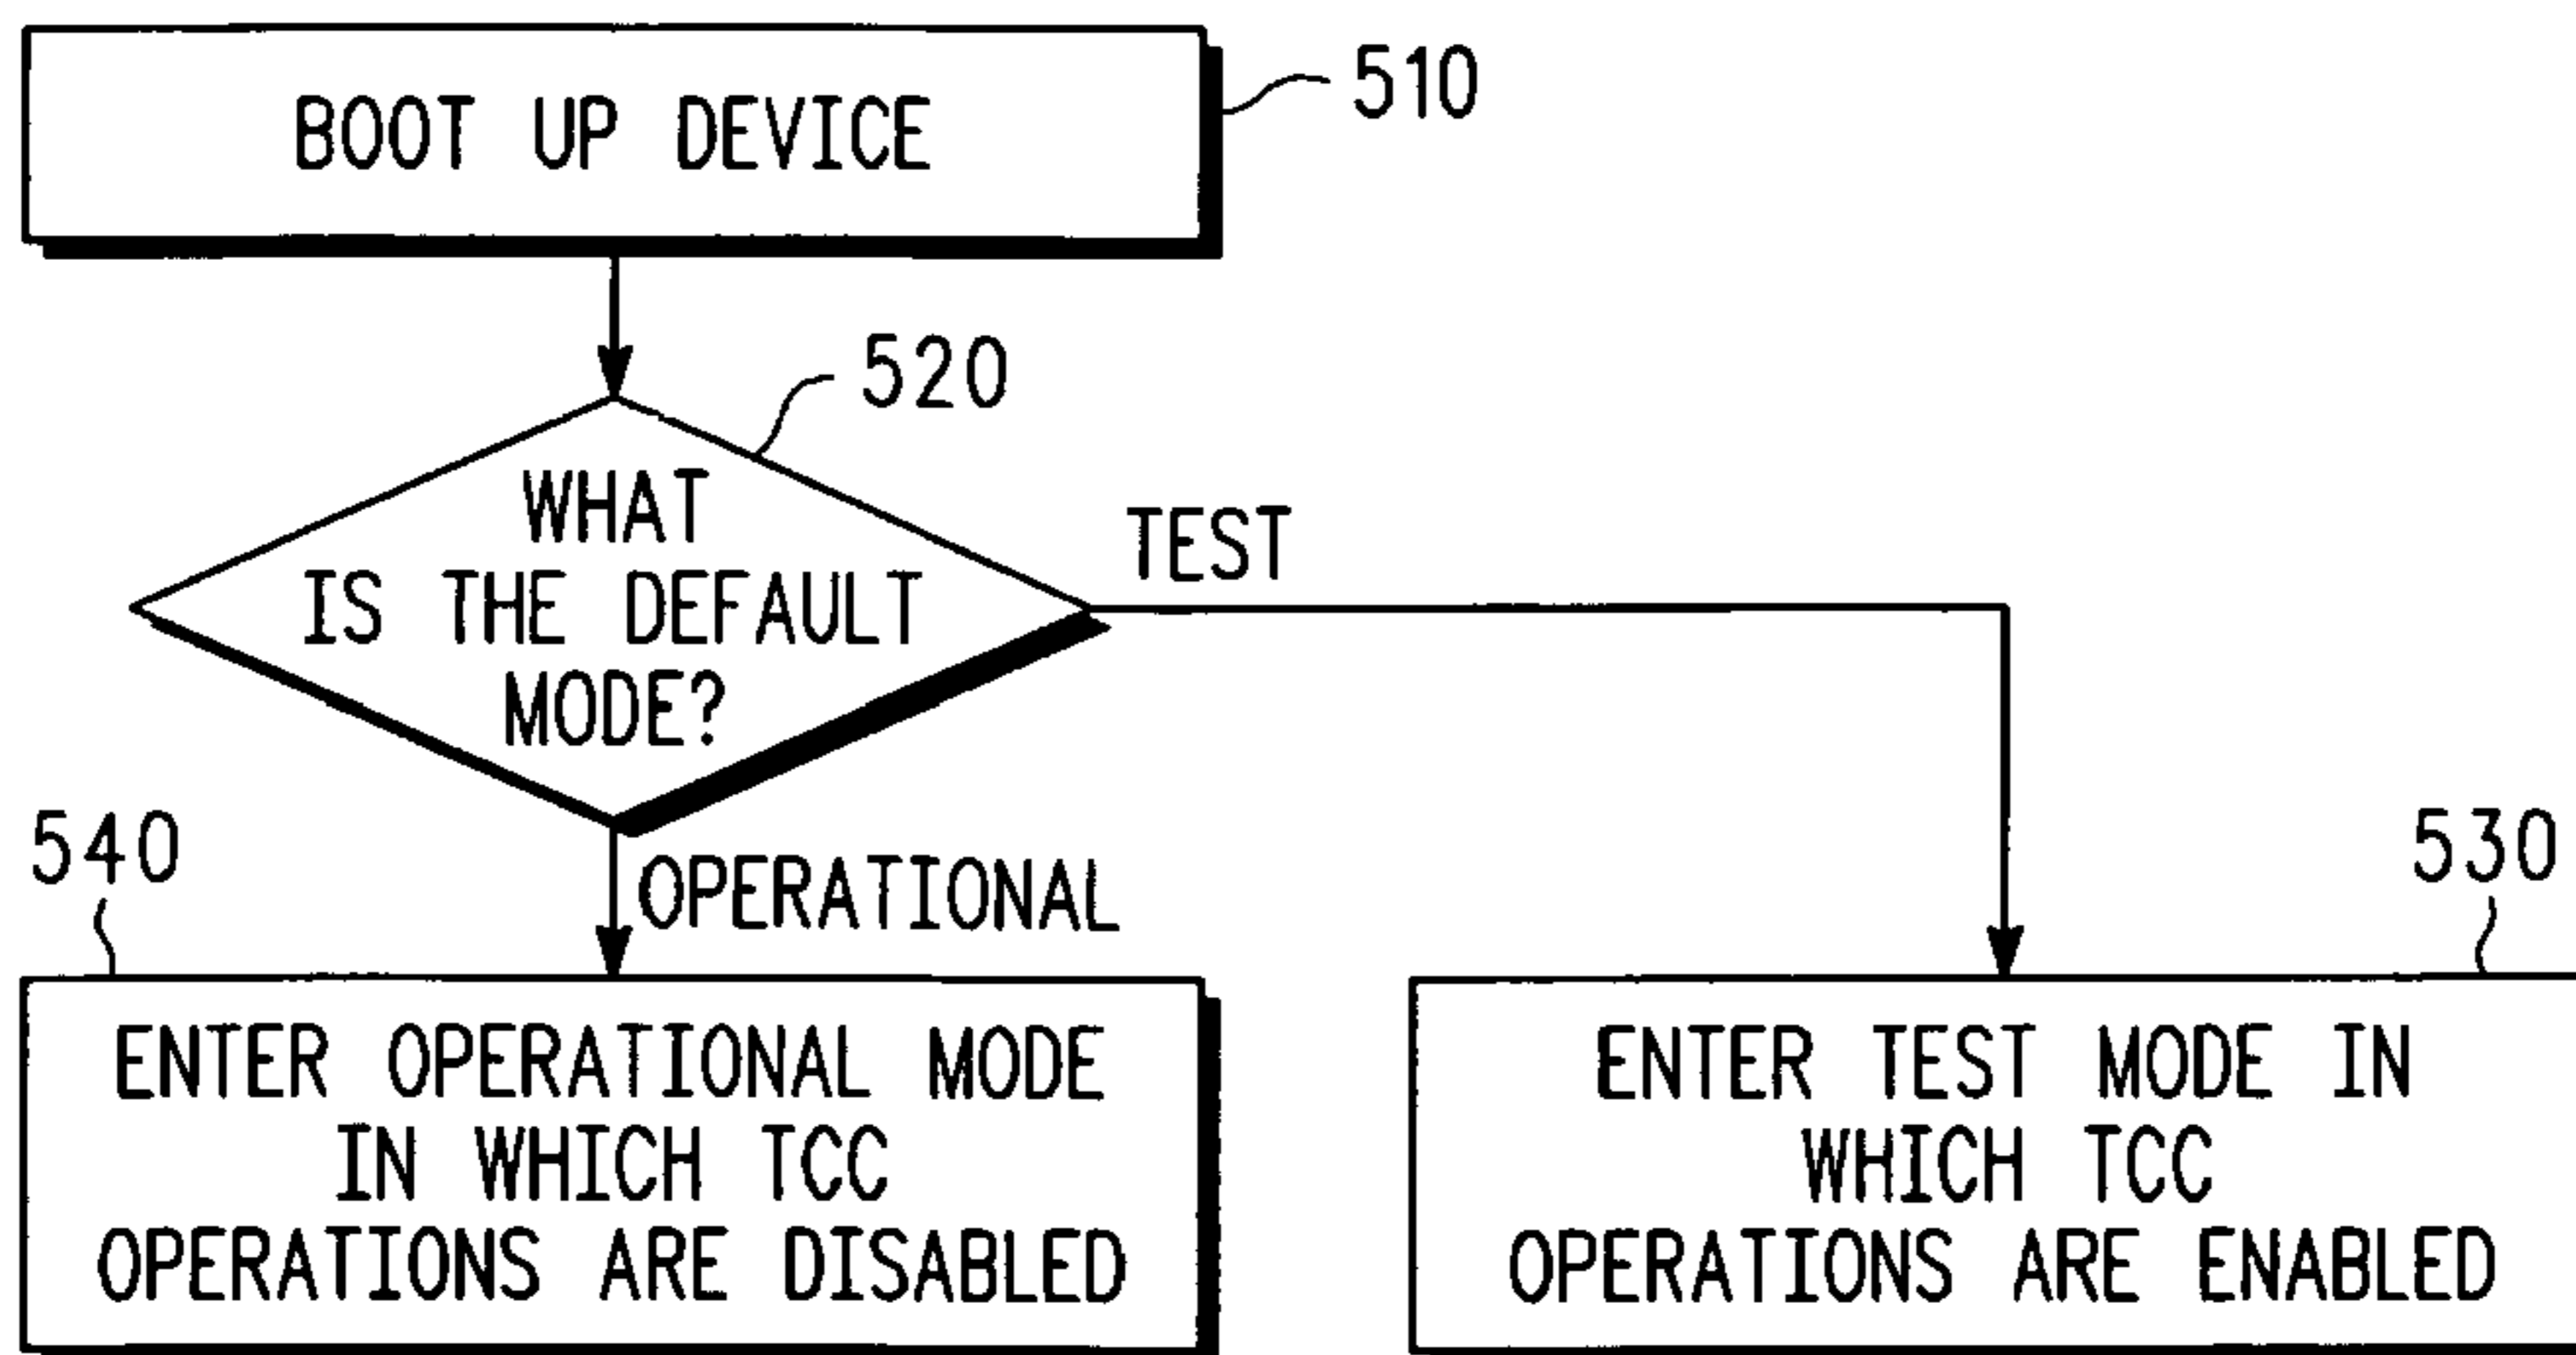 BOOT UP DEVICE
510
520
WHAT
IS THE DEFAULT
MODE?
TEST
OPERATIONAL
540
ENTER OPERATIONAL MODE
IN WHICH TCC
OPERATIONS ARE DISABLED
530
ENTER TEST MODE IN
WHICH TCC
OPERATIONS ARE ENABLED